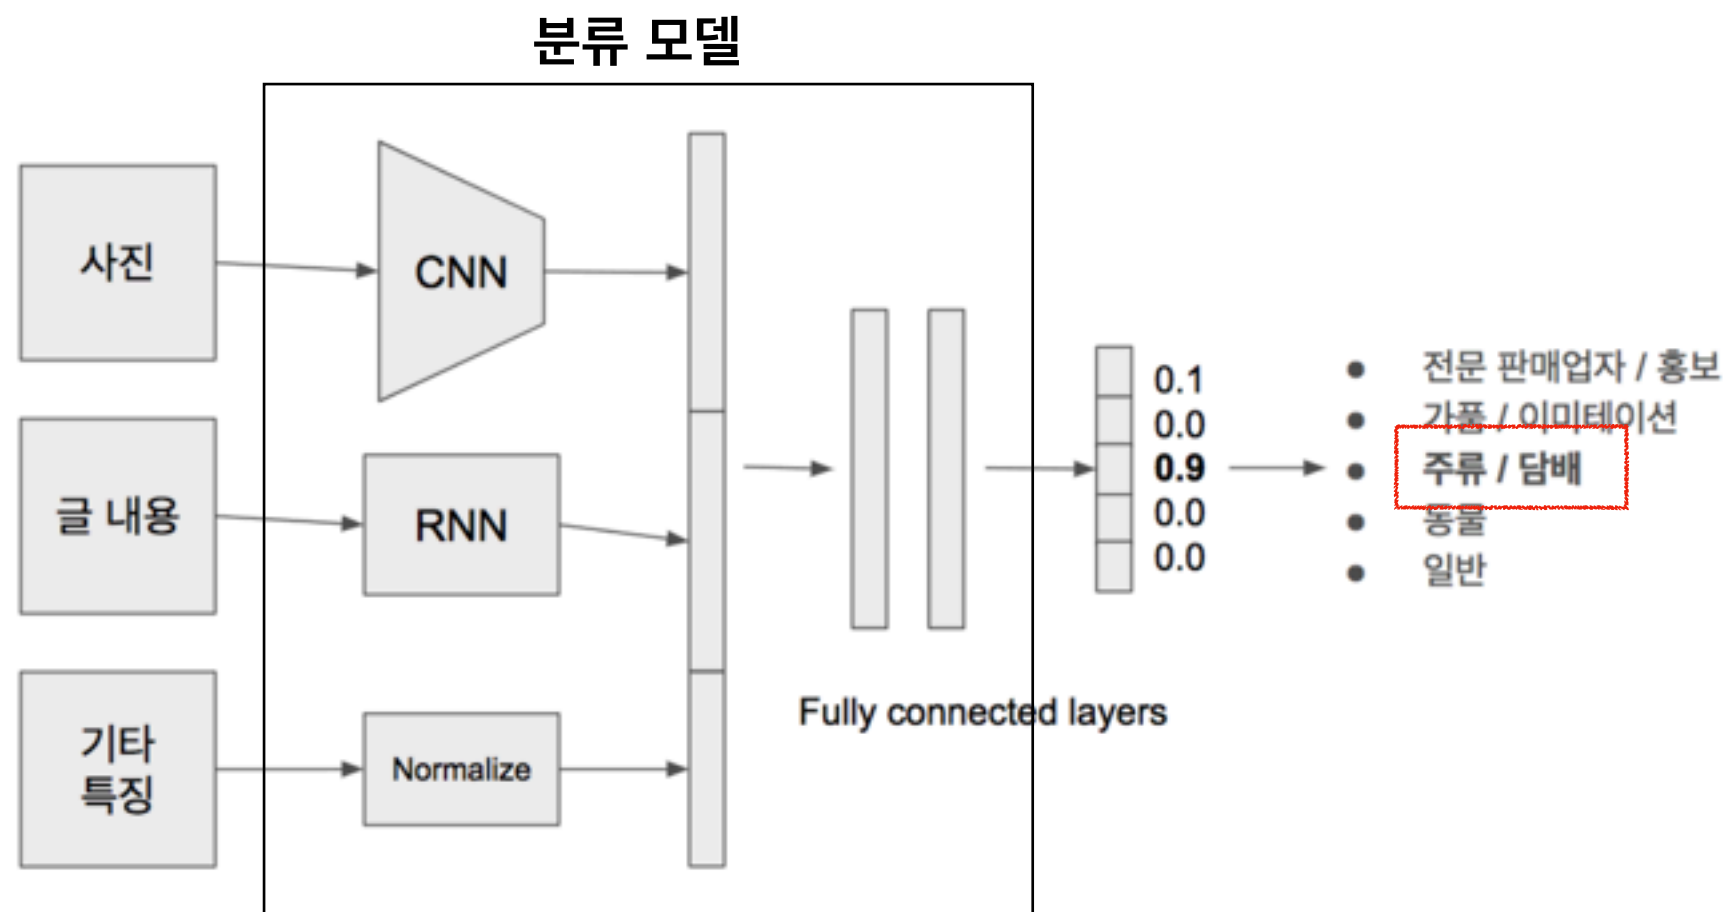 분류 모델
사진
CNN
글 내용
RNN
기타
특징
Normalize
Fully connected layers
0.1
0.0
0.9
0.0
0.0
전문 판매업자 / 홍보
가품 / 이미테이션
주류 / 담배
동물
일반